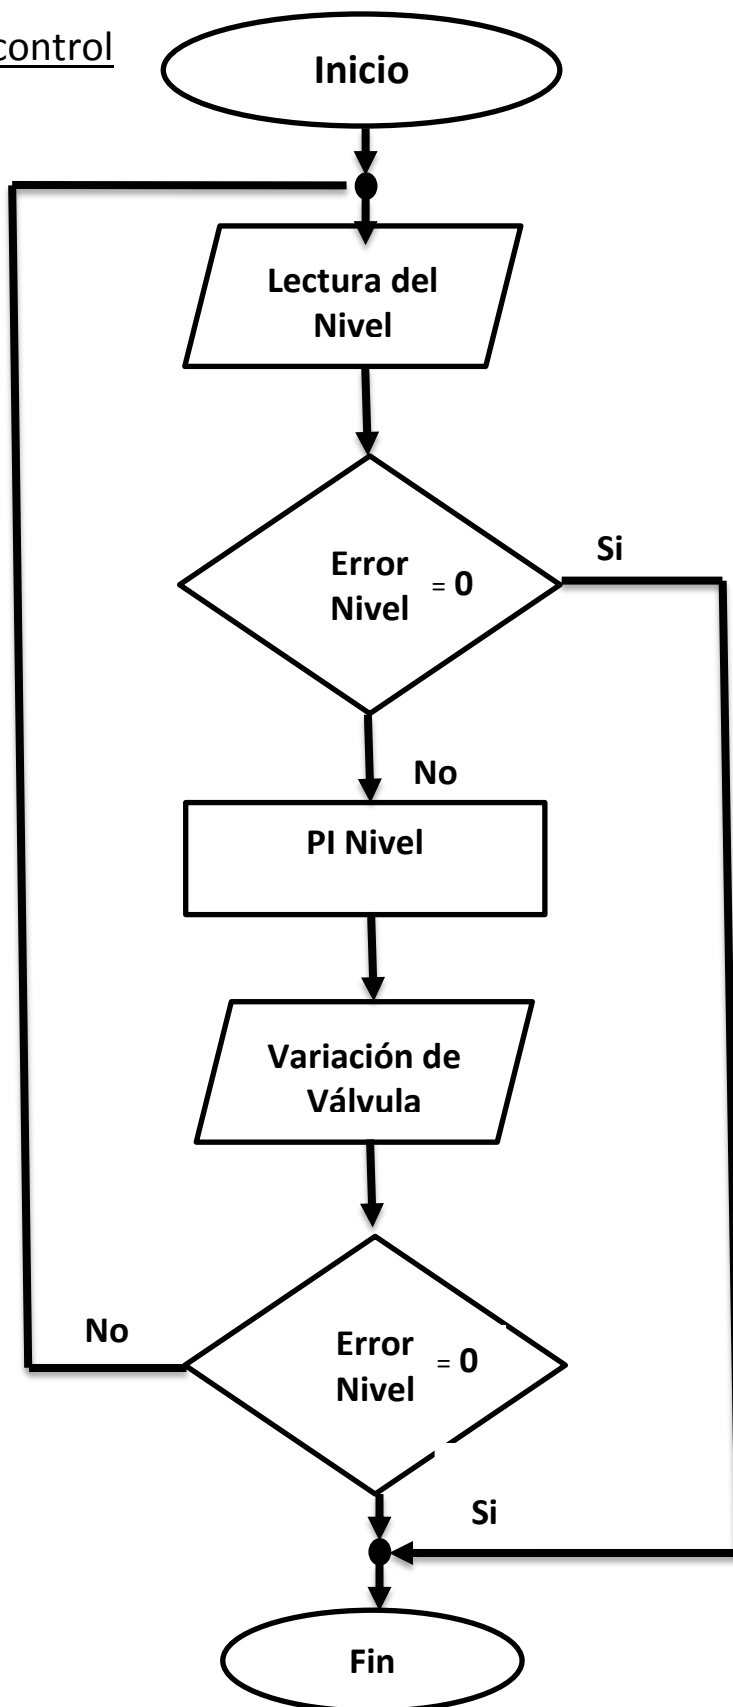 control
Inicio
Lectura del
Nivel
Si
Error
Nivel = 0
No
PI Nivel
Variación de
Válvula
No
Error
Nivel = 0
Si
Fin